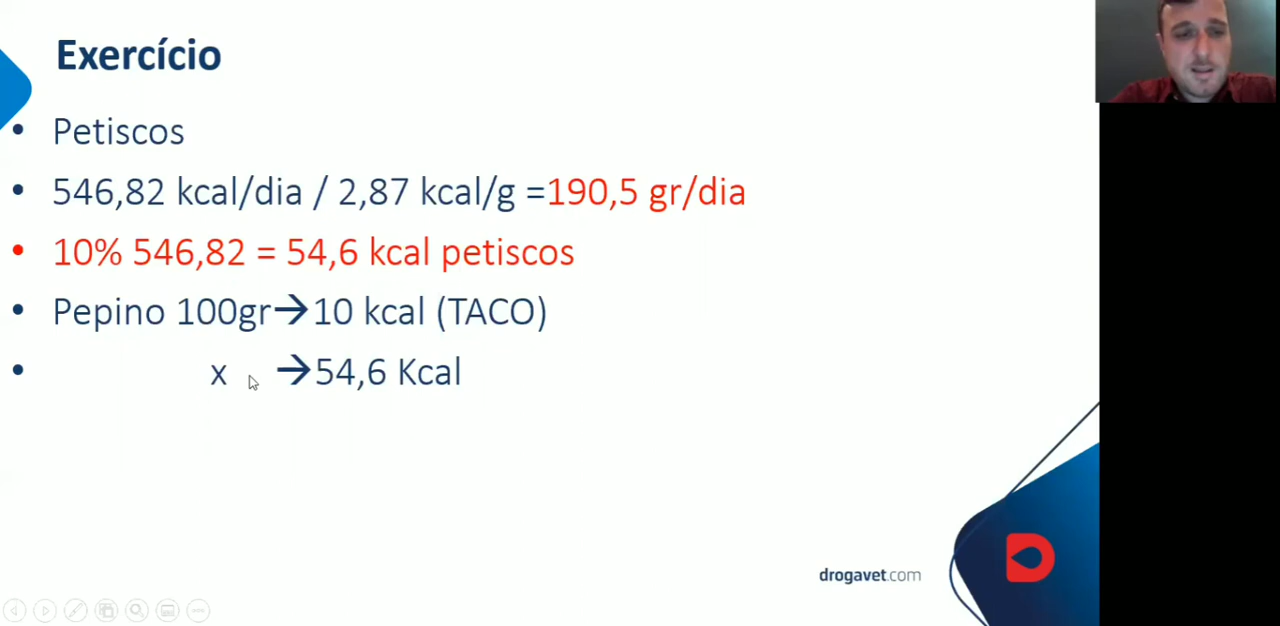 Exercício
• Petiscos
• 546,82 kcal/dia / 2,87 kcal/g =190,5 gr/dia
• 10% 546,82 = 54,6 kcal petiscos
• Pepino 100gr→10 kcal (TACO)
• x →54,6 Kcal
drogavet.com